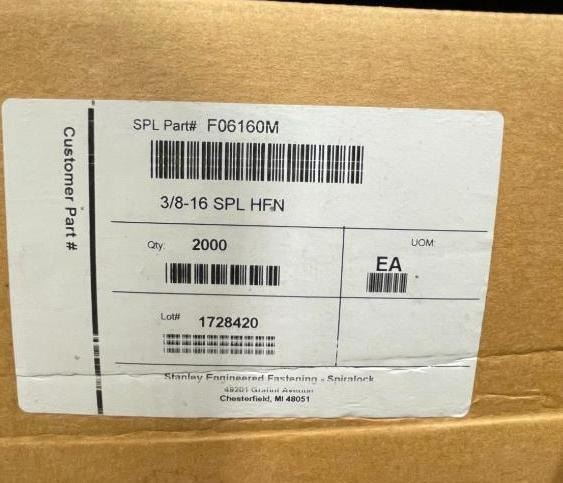 Customer Part #
SPL Part# F06160M
3/8-16 SPL HFN
Qty: 2000
UOM:
EA
Lot# 1728420
Stanley Engineered Fastening - Spiralock
Chesterfield, MI 48051